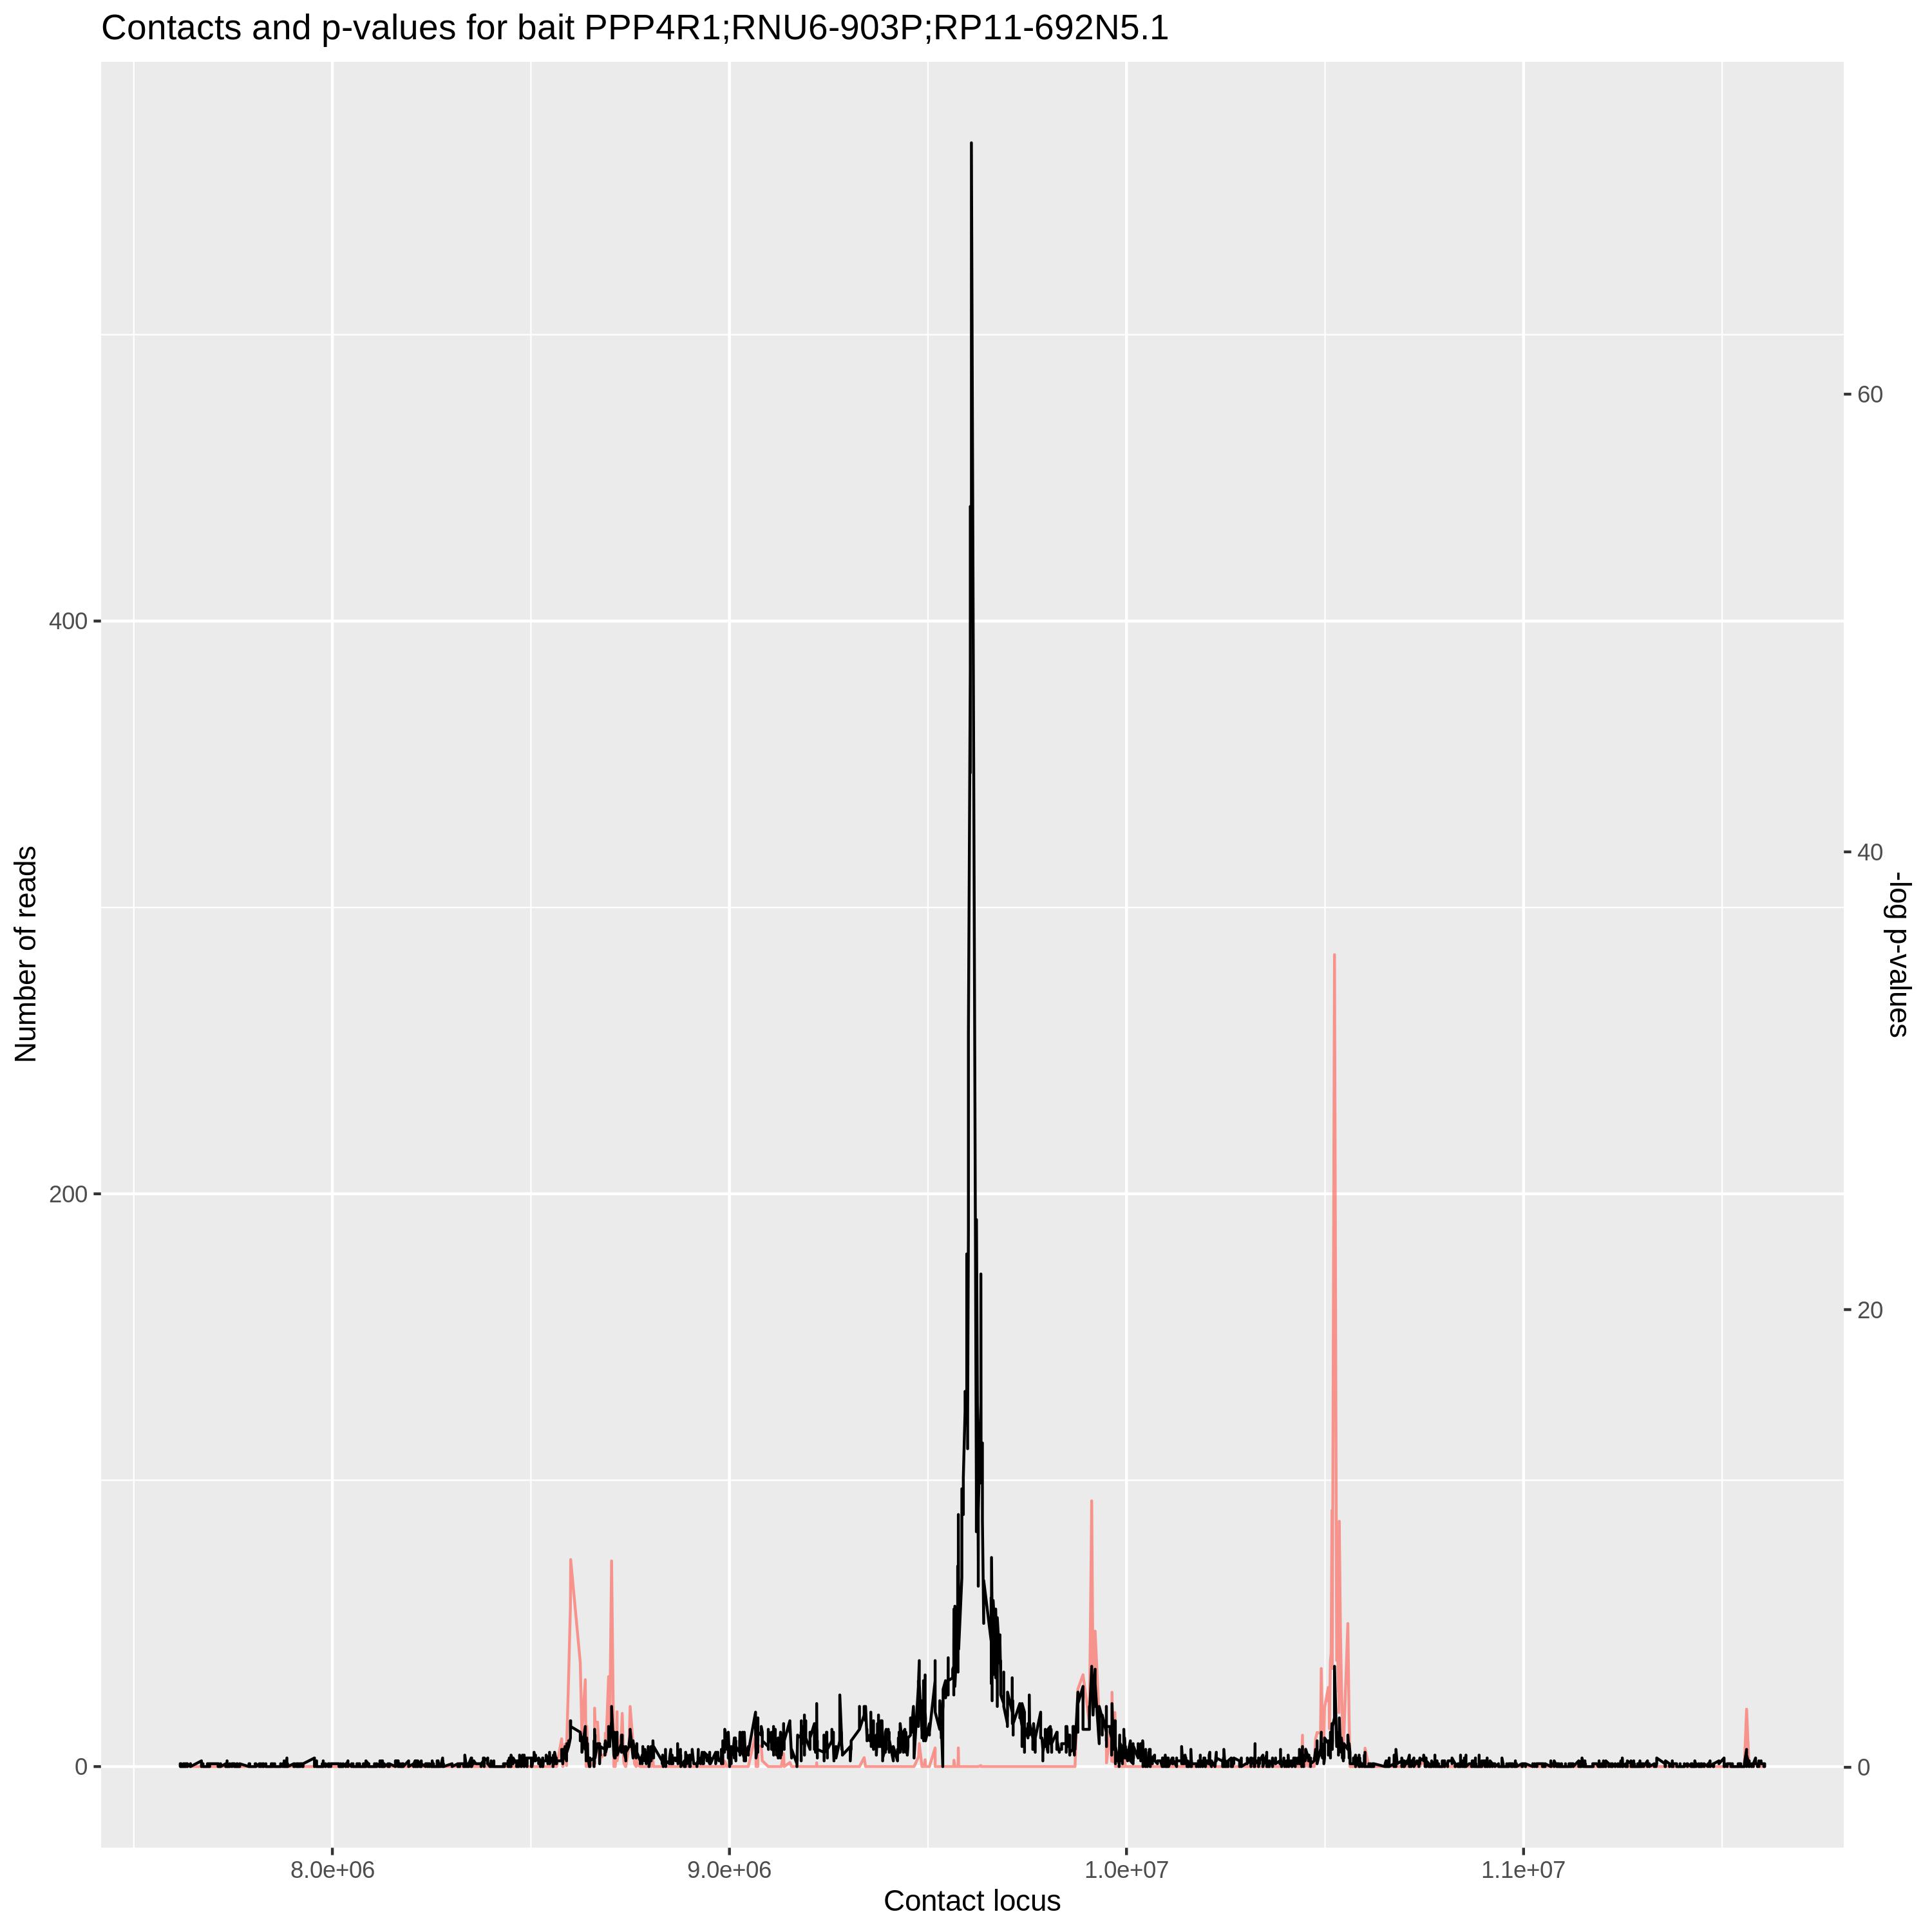 Contacts and p-values for bait PPP4R1;RNU6-903P;RP11-692N5.1
400
200
0
Number of reads
60
40
20
0
-log p-values
8.0e+06
9.0e+06
1.0e+07
1.1e+07
Contact locus